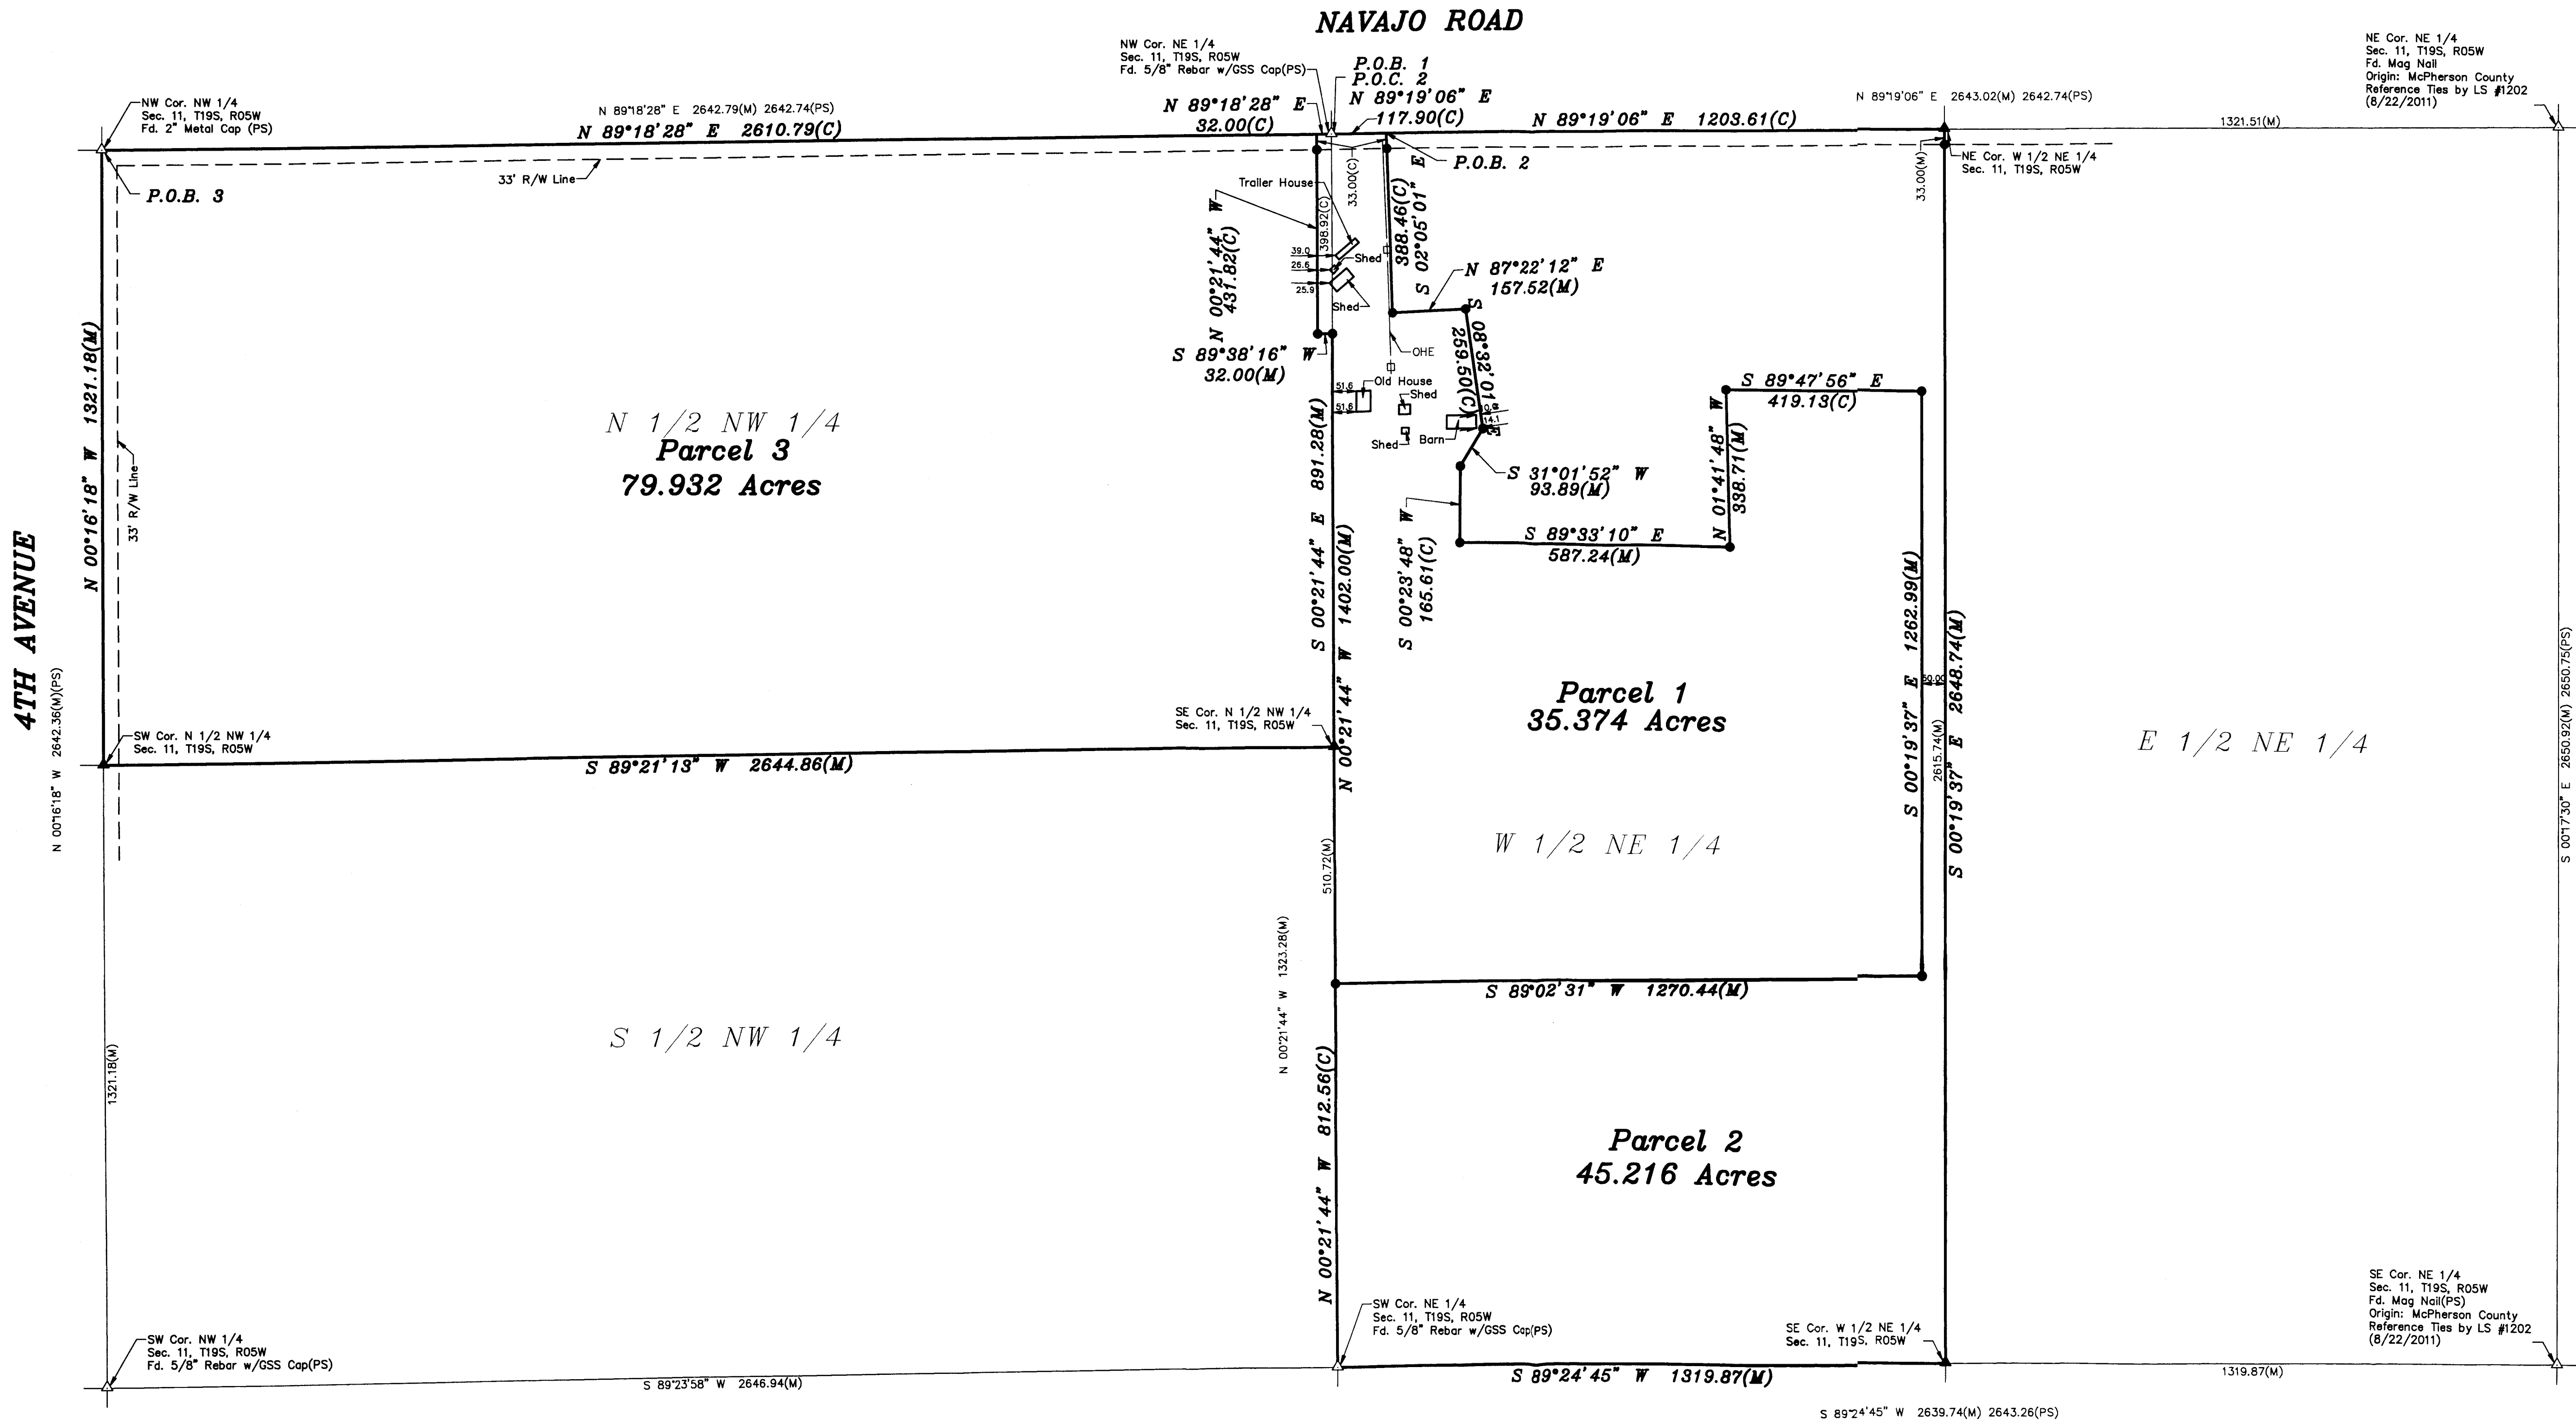 NAVAJO ROAD
NW Cor. NE 1/4
Sec. 11, T19S, R05W
Fd. 5/8" Rebar w/GSS Cap(PS)
P.O.B. 1
P.O.C. 2
NE Cor. NE 1/4
Sec. 11, T19S, R05W
Fd. Mag Nail
Origin: McPherson County
Reference Ties by LS #1202
(8/22/2011)
NW Cor. NW 1/4
Sec. 11, T19S, R05W
Fd. 2" Metal Cap (PS)
N 89°18'28" E 2642.79(M) 2642.74(PS)
N 89°18'28" E 2610.79(C)
N 89°18'28" E
32.00(C)
N 89°19'06" E
117.90(C)
N 89°19'06" E 1203.61(C)
N 89°19'06" E 2643.02(M) 2642.74(PS)
1321.51(M)
P.O.B. 3
33' R/W Line
33' R/W Line
P.O.B. 2
NE Cor. W 1/2 NE 1/4
Sec. 11, T19S, R05W
33.00(M)
33.00(C)
Trailer House
398.92(C)
N 00°21'44" W
431.82(C)
388.46(C)
S 02°05'01" E
39.0
26.6
25.9
Shed
Shed
N 87°22'12" E
157.52(M)
S 08°32'01" E
259.50(C)
S 89°38'16" W
32.00(M)
OHE
51.6
51.6
Old House
Shed
Shed
Barn
14.1
S 31°01'52" W
93.89(M)
S 89°47'56" E
419.13(C)
N 01°41'48" W
338.71(M)
S 00°23'48" W
165.61(C)
S 89°33'10" E
587.24(M)
N 00°16'18" W 1321.18(M)
N 1/2 NW 1/4
Parcel 3
79.932 Acres
4TH AVENUE
N 00°16'18" W 2642.36(M)(PS)
S 00°21'44" E 891.28(M)
N 00°21'44" W 1402.00(M)
S 00°19'37" E 1262.99(M)
50.00
2615.74(M)
S 00°19'37" E 2648.74(M)
Parcel 1
35.374 Acres
W 1/2 NE 1/4
E 1/2 NE 1/4
S 00°17'30" E 2650.92(M) 2650.75(PS)
SW Cor. N 1/2 NW 1/4
Sec. 11, T19S, R05W
SE Cor. N 1/2 NW 1/4
Sec. 11, T19S, R05W
S 89°21'13" W 2644.86(M)
510.72(M)
N 00°21'44" W 1323.28(M)
S 89°02'31" W 1270.44(M)
S 1/2 NW 1/4
1321.18(M)
N 00°21'44" W 812.56(C)
Parcel 2
45.216 Acres
SW Cor. NW 1/4
Sec. 11, T19S, R05W
Fd. 5/8" Rebar w/GSS Cap(PS)
SW Cor. NE 1/4
Sec. 11, T19S, R05W
Fd. 5/8" Rebar w/GSS Cap(PS)
SE Cor. W 1/2 NE 1/4
Sec. 11, T19S, R05W
SE Cor. NE 1/4
Sec. 11, T19S, R05W
Fd. Mag Nail(PS)
Origin: McPherson County
Reference Ties by LS #1202
(8/22/2011)
S 89°23'58" W 2646.94(M)
S 89°24'45" W 1319.87(M)
1319.87(M)
S 89°24'45" W 2639.74(M) 2643.26(PS)